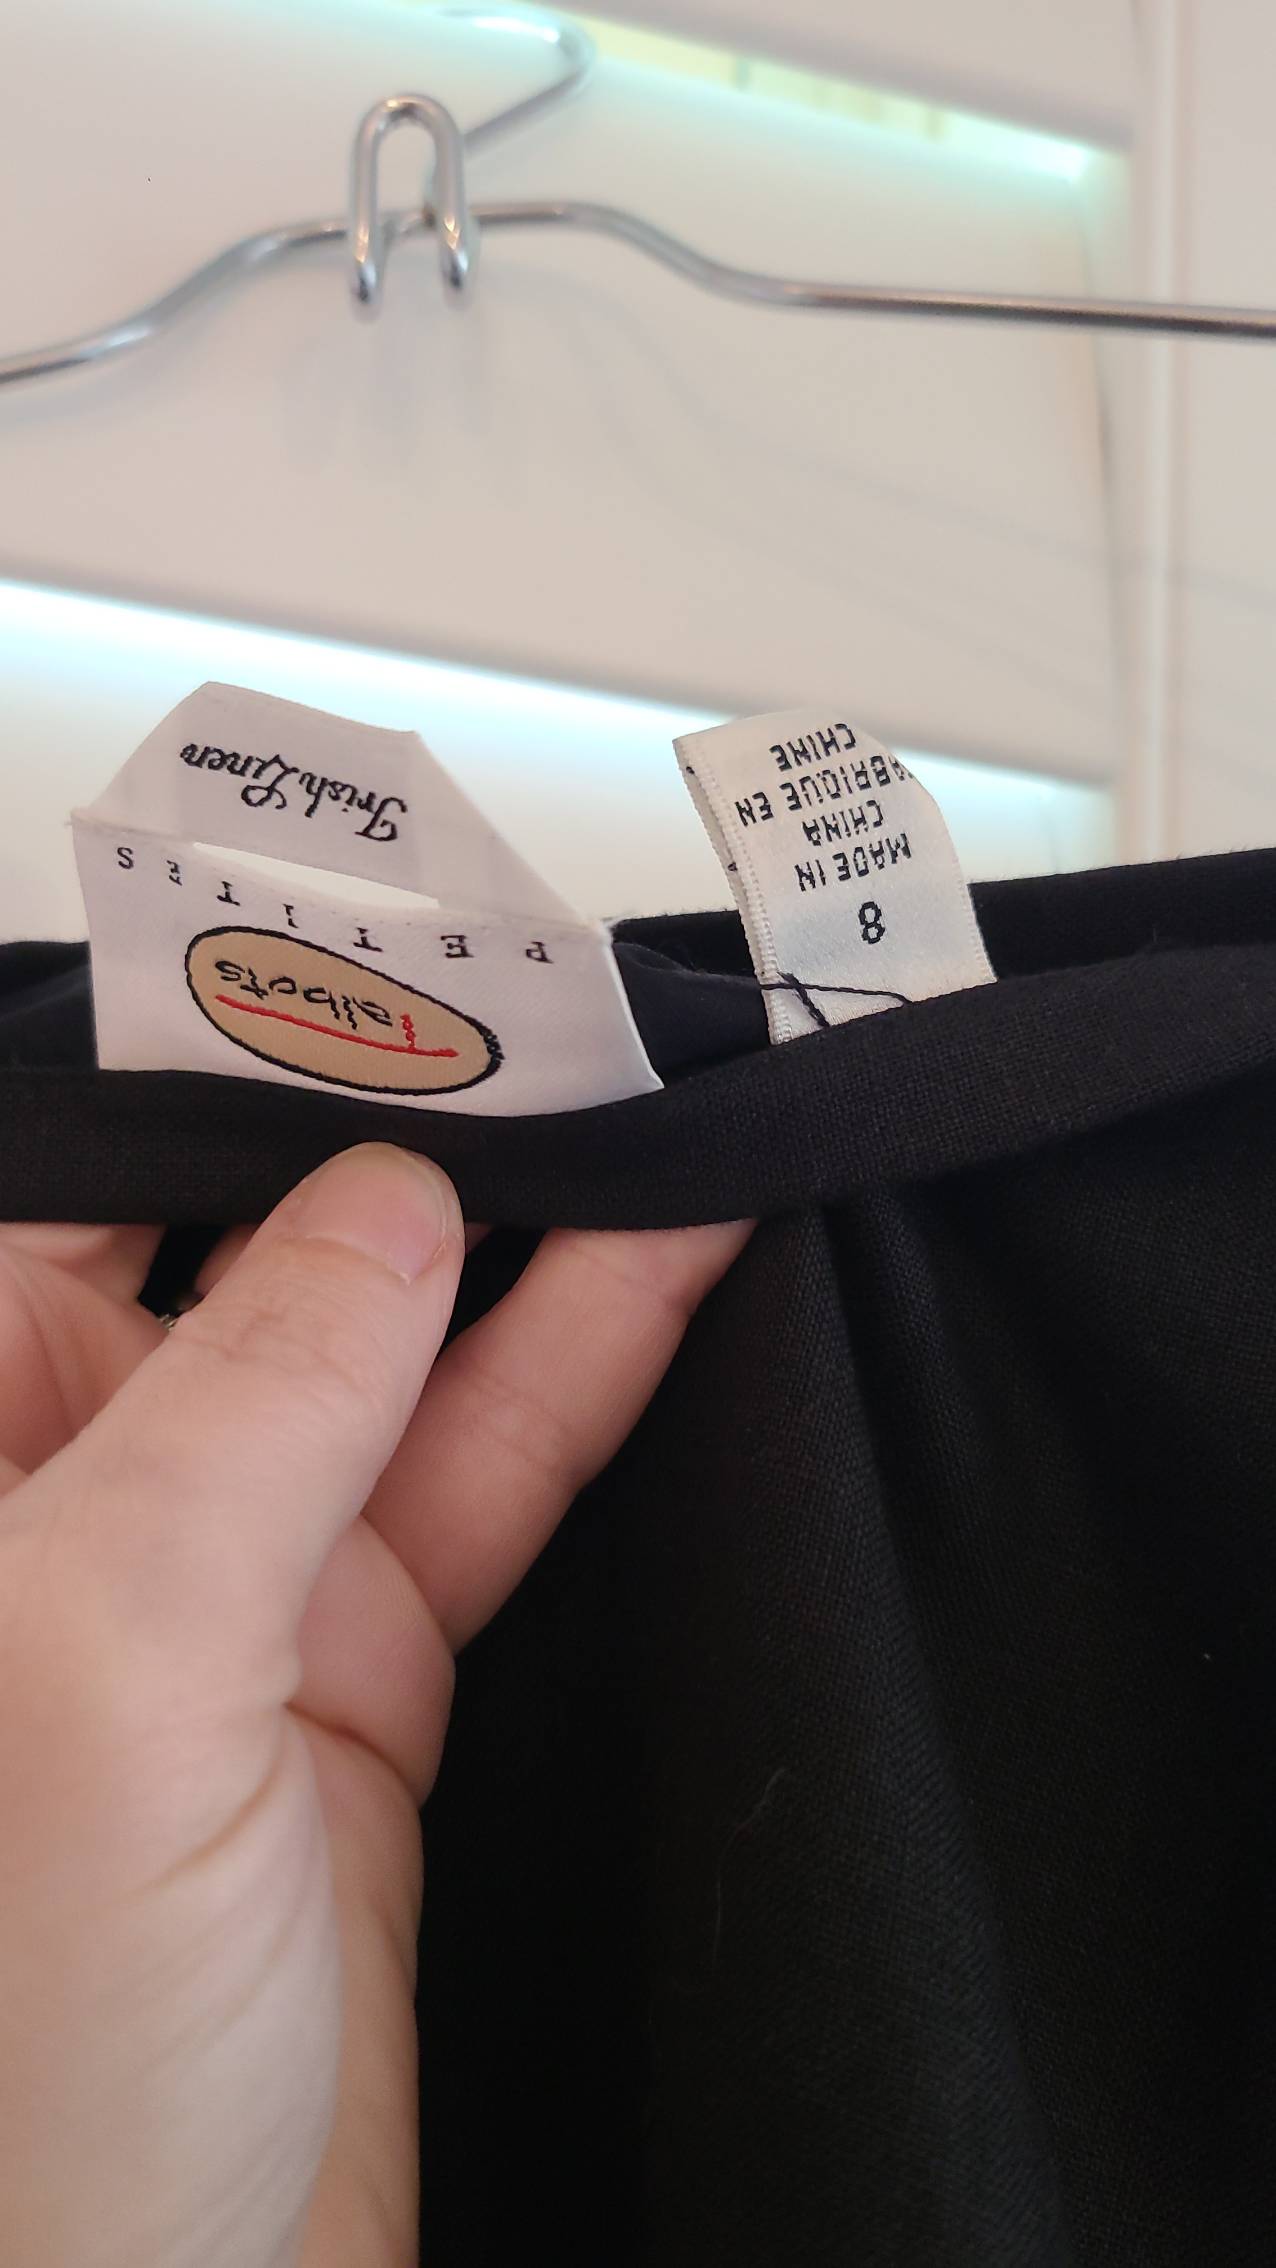 Talbots
PETITES
Irish Linen
8
MADE IN
CHINA
FABRIQUE EN
CHINE